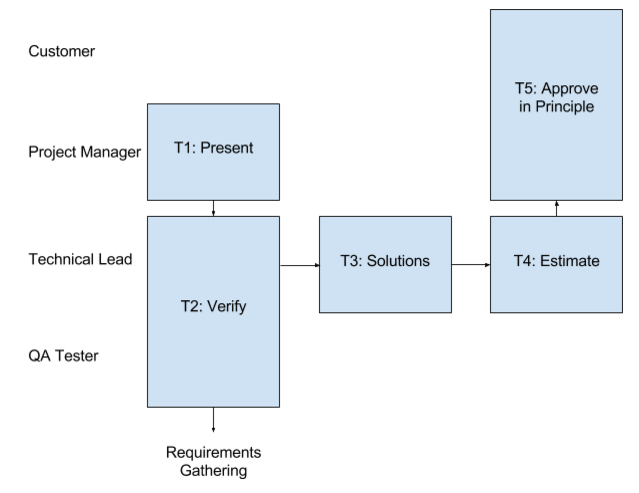 Customer
T5: Approve
in Principle
Project Manager
T1: Present
Technical Lead
T2: Verify
T3: Solutions
T4: Estimate
QA Tester
Requirements
Gathering